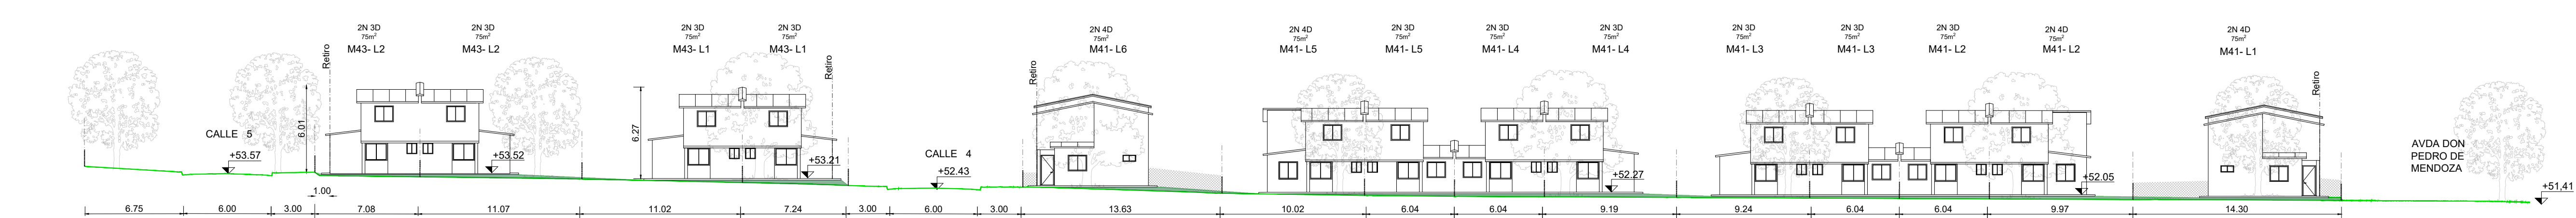 2N 3D
75m²
M43- L2
2N 3D
75m²
M43- L2
2N 3D
75m²
M43- L1
2N 3D
75m²
M43- L1
2N 4D
75m²
M41- L6
2N 4D
75m²
M41- L5
2N 3D
75m²
M41- L5
2N 3D
75m²
M41- L4
2N 3D
75m²
M41- L4
2N 3D
75m²
M41- L3
2N 3D
75m²
M41- L3
2N 3D
75m²
M41- L2
2N 4D
75m²
M41- L2
2N 4D
75m²
M41- L1
Retiro
Retiro
Retiro
Retiro
6.01
6.27
CALLE 5
+53.57
+53.52
+53.21
CALLE 4
+52.43
+52.27
+52.05
AVDA DON
PEDRO DE
MENDOZA
+51,41
1.00
6.75 6.00 3.00 7.08 11.07 11.02 7.24 3.00 6.00 3.00 13.63 10.02 6.04 6.04 9.19 9.24 6.04 6.04 9.97 14.30